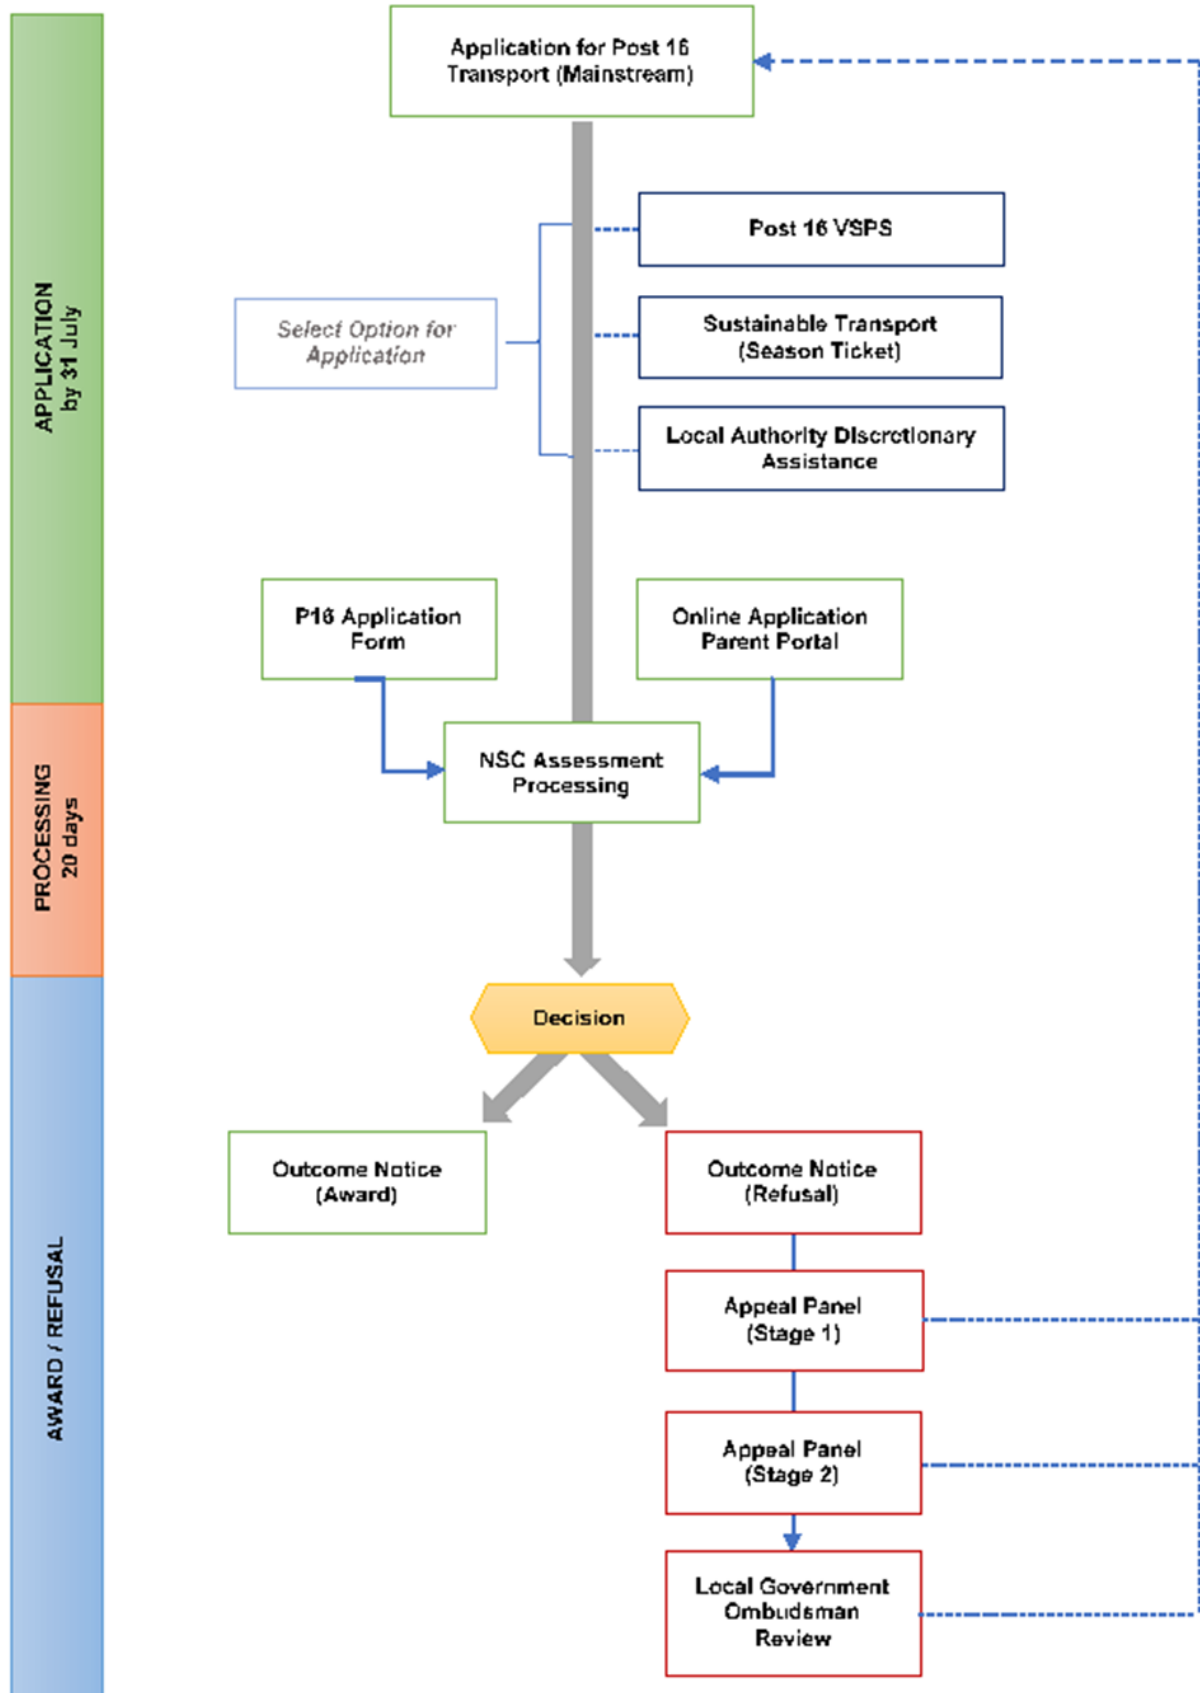 Application for Post 16
Transport (Mainstream)
APPLICATION
by 31 July
Post 16 VSPS
Select Option for
Application
Sustainable Transport
(Season Ticket)
Local Authority Discretionary
Assistance
P16 Application
Form
Online Application
Parent Portal
PROCESSING
20 days
NSC Assessment
Processing
Decision
AWARD / REFUSAL
Outcome Notice
(Award)
Outcome Notice
(Refusal)
Appeal Panel
(Stage 1)
Appeal Panel
(Stage 2)
Local Government
Ombudsman
Review